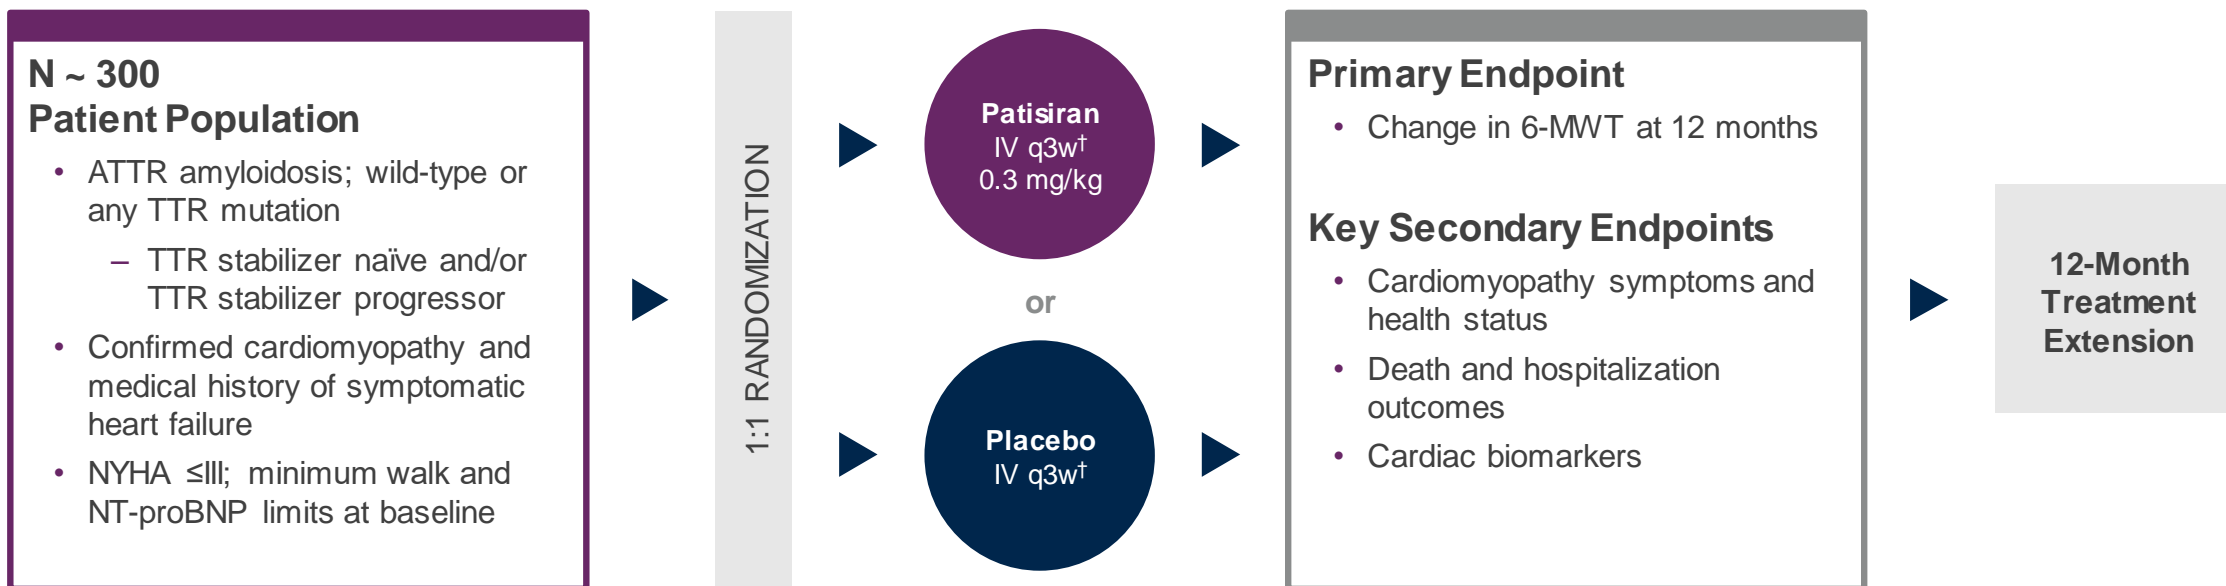 N ~ 300
Patient Population
• ATTR amyloidosis; wild-type or
any TTR mutation
– TTR stabilizer naïve and/or
TTR stabilizer progressor
• Confirmed cardiomyopathy and
medical history of symptomatic
heart failure
• NYHA ≤III; minimum walk and
NT-proBNP limits at baseline
1:1 RANDOMIZATION
Patisiran
IV q3w†
0.3 mg/kg
or
Placebo
IV q3w†
Primary Endpoint
• Change in 6-MWT at 12 months
Key Secondary Endpoints
• Cardiomyopathy symptoms and
health status
• Death and hospitalization
outcomes
• Cardiac biomarkers
12-Month
Treatment
Extension